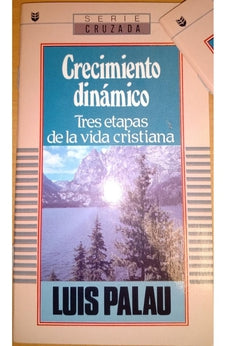 SERIE
CRUZADA
Crecimiento
dinámico
Tres etapas
de la vida cristiana
LUIS PALAU